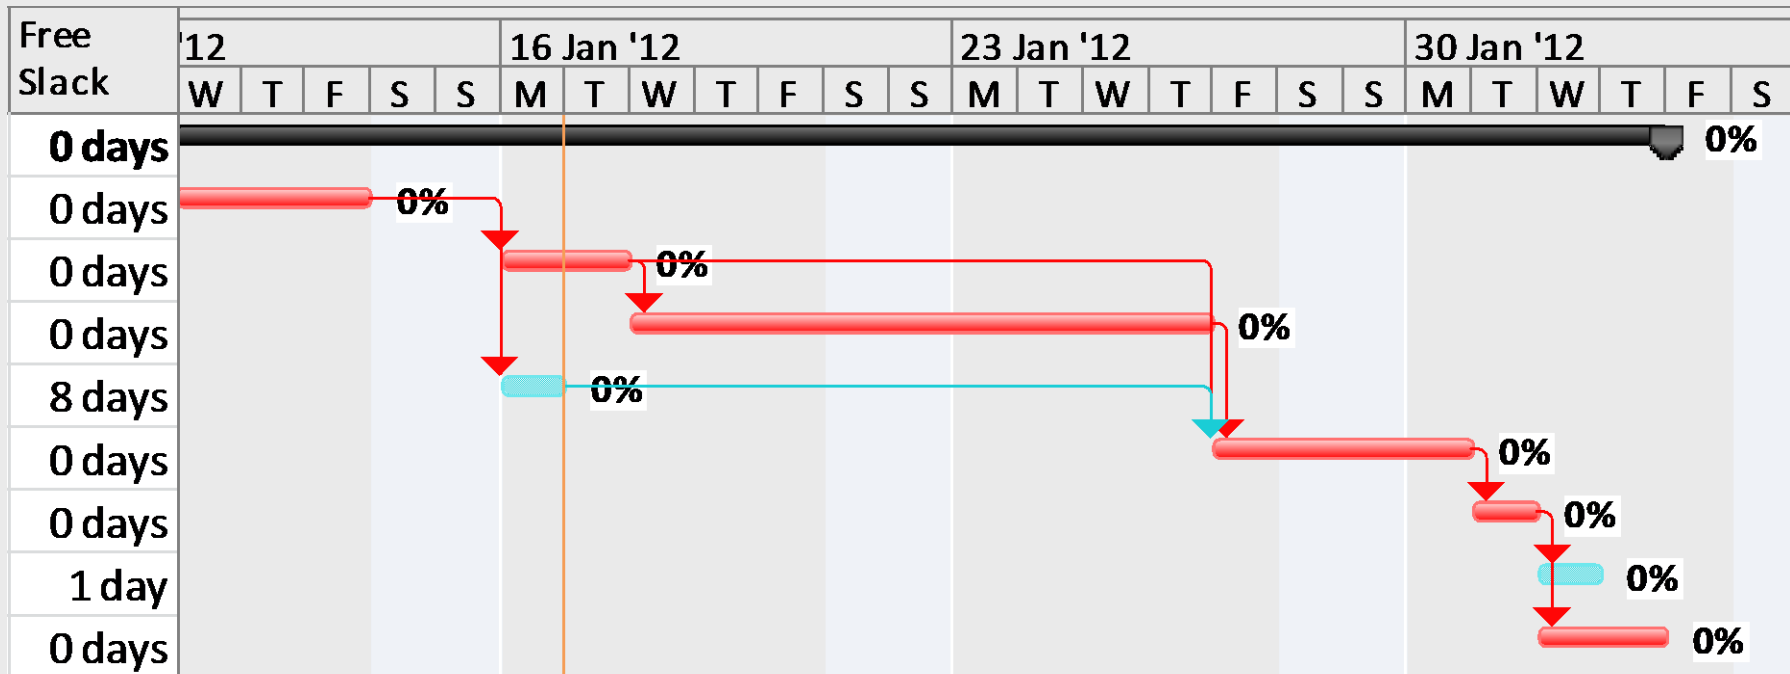 Free
Slack
'12
16 Jan '12
23 Jan '12
30 Jan '12
W T F S S M T W T F S S M T W T F S S M T W T F S
0 days
0%
0 days
0%
0 days
0%
0 days
0%
8 days
0%
0 days
0%
0 days
0%
1 day
0%
0 days
0%